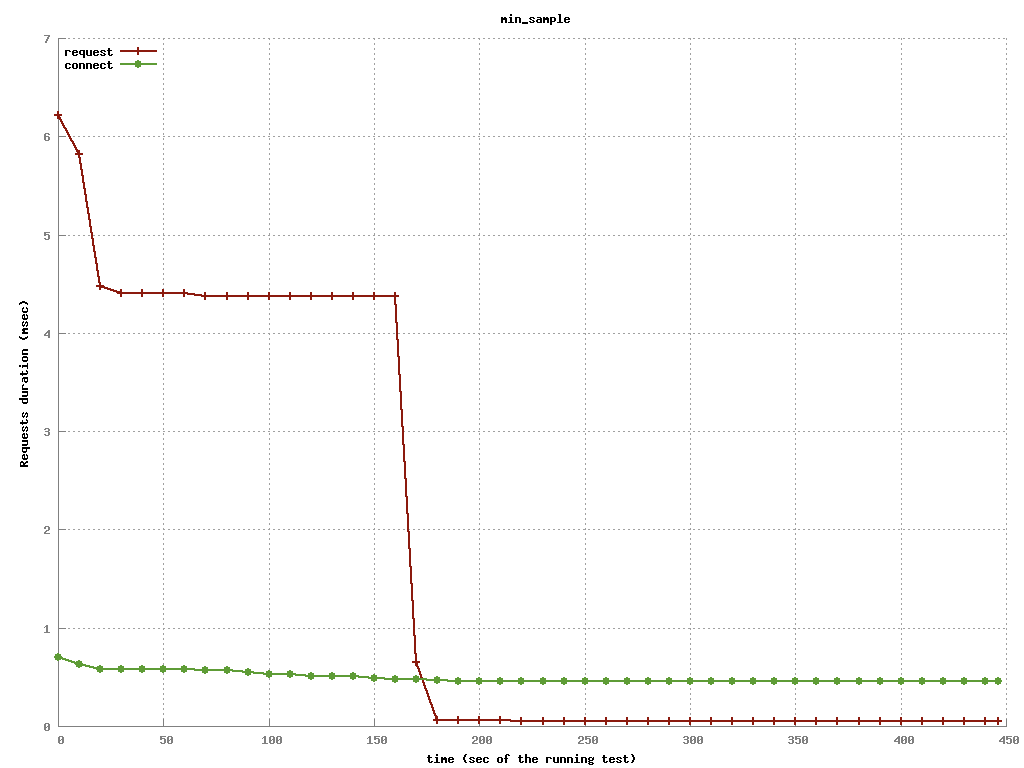 min_sample
request
connect
7
6
5
4
3
2
1
0
Requests duration (msec)
0 50 100 150 200 250 300 350 400 450
time (sec of the running test)